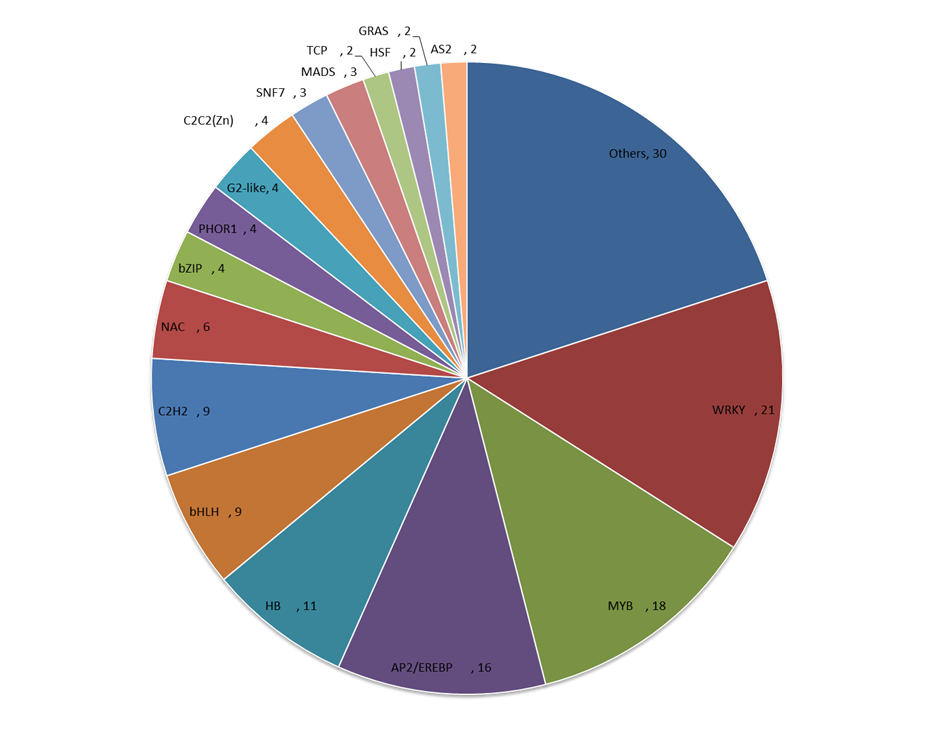 GRAS , 2
TCP , 2
HSF , 2
AS2 , 2
MADS , 3
SNF7 , 3
C2C2(Zn) , 4
Others, 30
G2-like, 4
PHOR1 , 4
bZIP , 4
NAC , 6
C2H2 , 9
WRKY , 21
bHLH , 9
HB , 11
MYB , 18
AP2/EREBP , 16